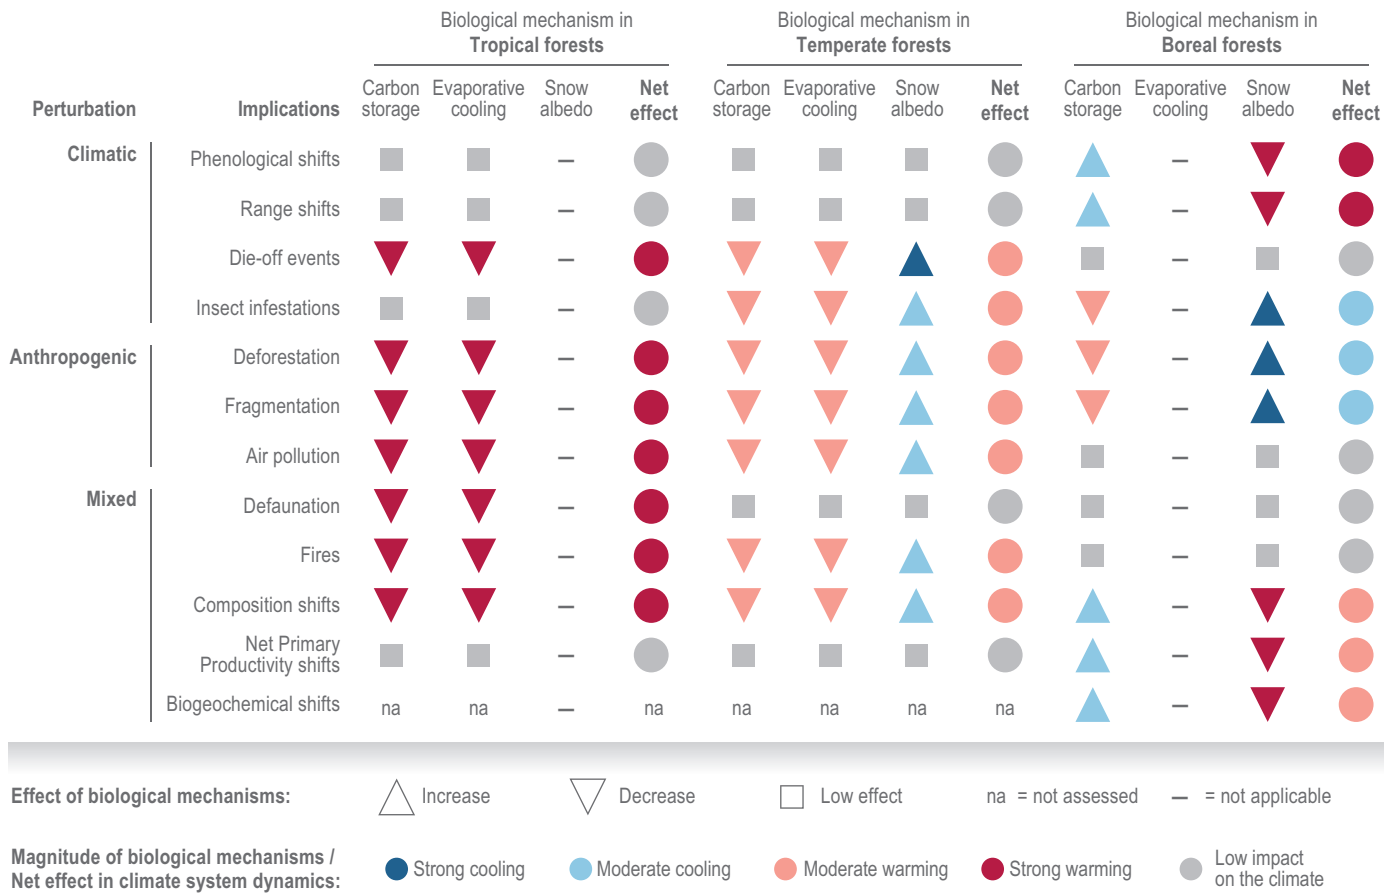 Biological mechanism in
Tropical forests
Biological mechanism in
Temperate forests
Biological mechanism in
Boreal forests
Perturbation
Implications
Carbon storage
Evaporative cooling
Snow albedo
Net effect
Carbon storage
Evaporative cooling
Snow albedo
Net effect
Carbon storage
Evaporative cooling
Snow albedo
Net effect
Climatic
Phenological shifts
–
–
Range shifts
–
–
Die-off events
–
–
Insect infestations
–
–
Anthropogenic
Deforestation
–
–
Fragmentation
–
–
Air pollution
–
–
Mixed
Defaunation
–
–
Fires
–
–
Composition shifts
–
–
Net Primary
Productivity shifts
–
–
Biogeochemical shifts
na na – na na na na na –
Effect of biological mechanisms:
Increase
Decrease
Low effect
na = not assessed
– = not applicable
Magnitude of biological mechanisms /
Net effect in climate system dynamics:
Strong cooling
Moderate cooling
Moderate warming
Strong warming
Low impact
on the climate